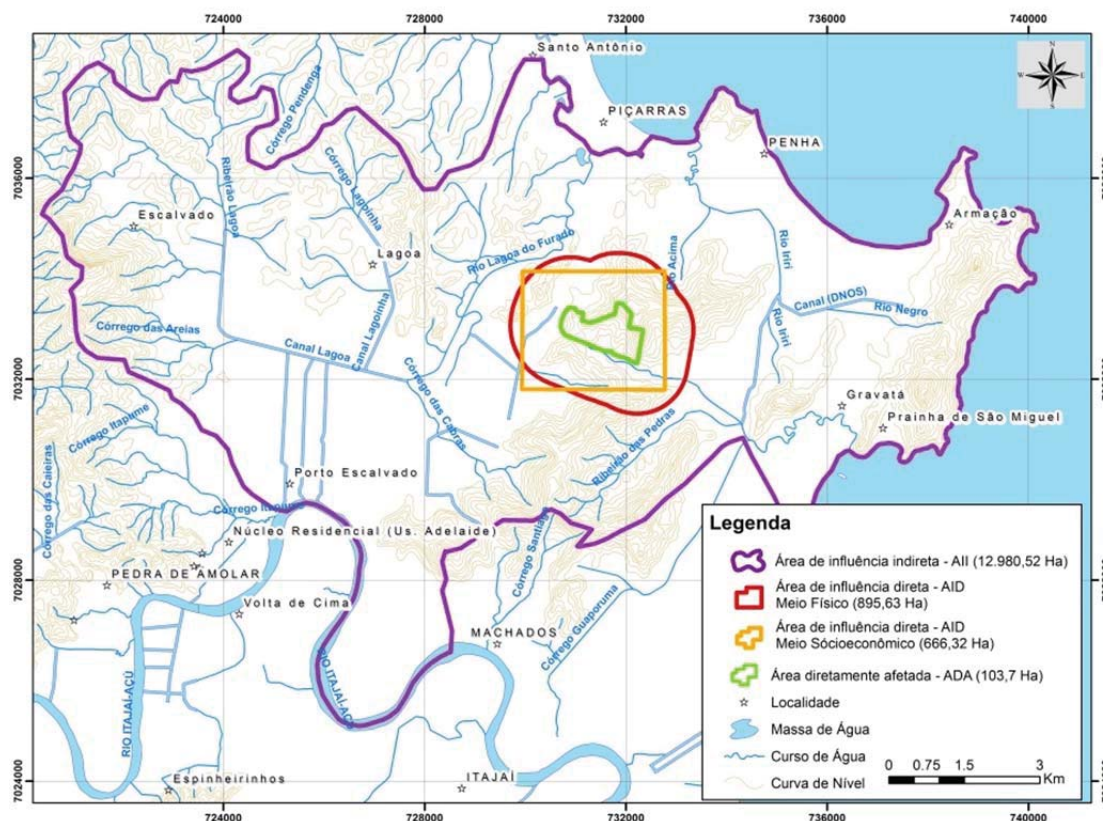 724000 728000 732000 736000 740000
Santo Antônio
N
W E
S
Córrego Pendenga
PIÇARRAS
PENHA
7036000
Ribeirão Lagoa
Córrego Lagoinha
Escalvado
Armação
Lagoa
Rio Lagoa do Furado
Rio Acima
Rio Iriri
Canal (DNOS)
Rio Negro
Córrego das Areias
Canal Lagoinha
Rio Iriri
Canal Lagoa
7032000
Córrego das Cabras
Gravatá
Córrego Itapume
Prainha de São Miguel
Ribeirão das Pedras
Córrego das Caieiras
Porto Escalvado
Córrego
Núcleo Residencial (Us. Adelaide)
Córrego Santiago
7028000
PEDRA DE AMOLAR
Volta de Cima
MACHADOS
Córrego Guaporuma
RIO ITAJAÍ-AÇÚ
RIO ITAJAÍ-AÇÚ
Espinheirinhos
ITAJAÍ
7024000
Legenda
Área de influência indireta - AII (12.980,52 Ha)
Área de influência direta - AID
Meio Físico (895,63 Ha)
Área de influência direta - AID
Meio Sócioeconômico (666,32 Ha)
Área diretamente afetada - ADA (103,7 Ha)
Localidade
Massa de Água
Curso de Água
Curva de Nível
0 0.75 1.5 3
Km
724000 728000 732000 736000 740000